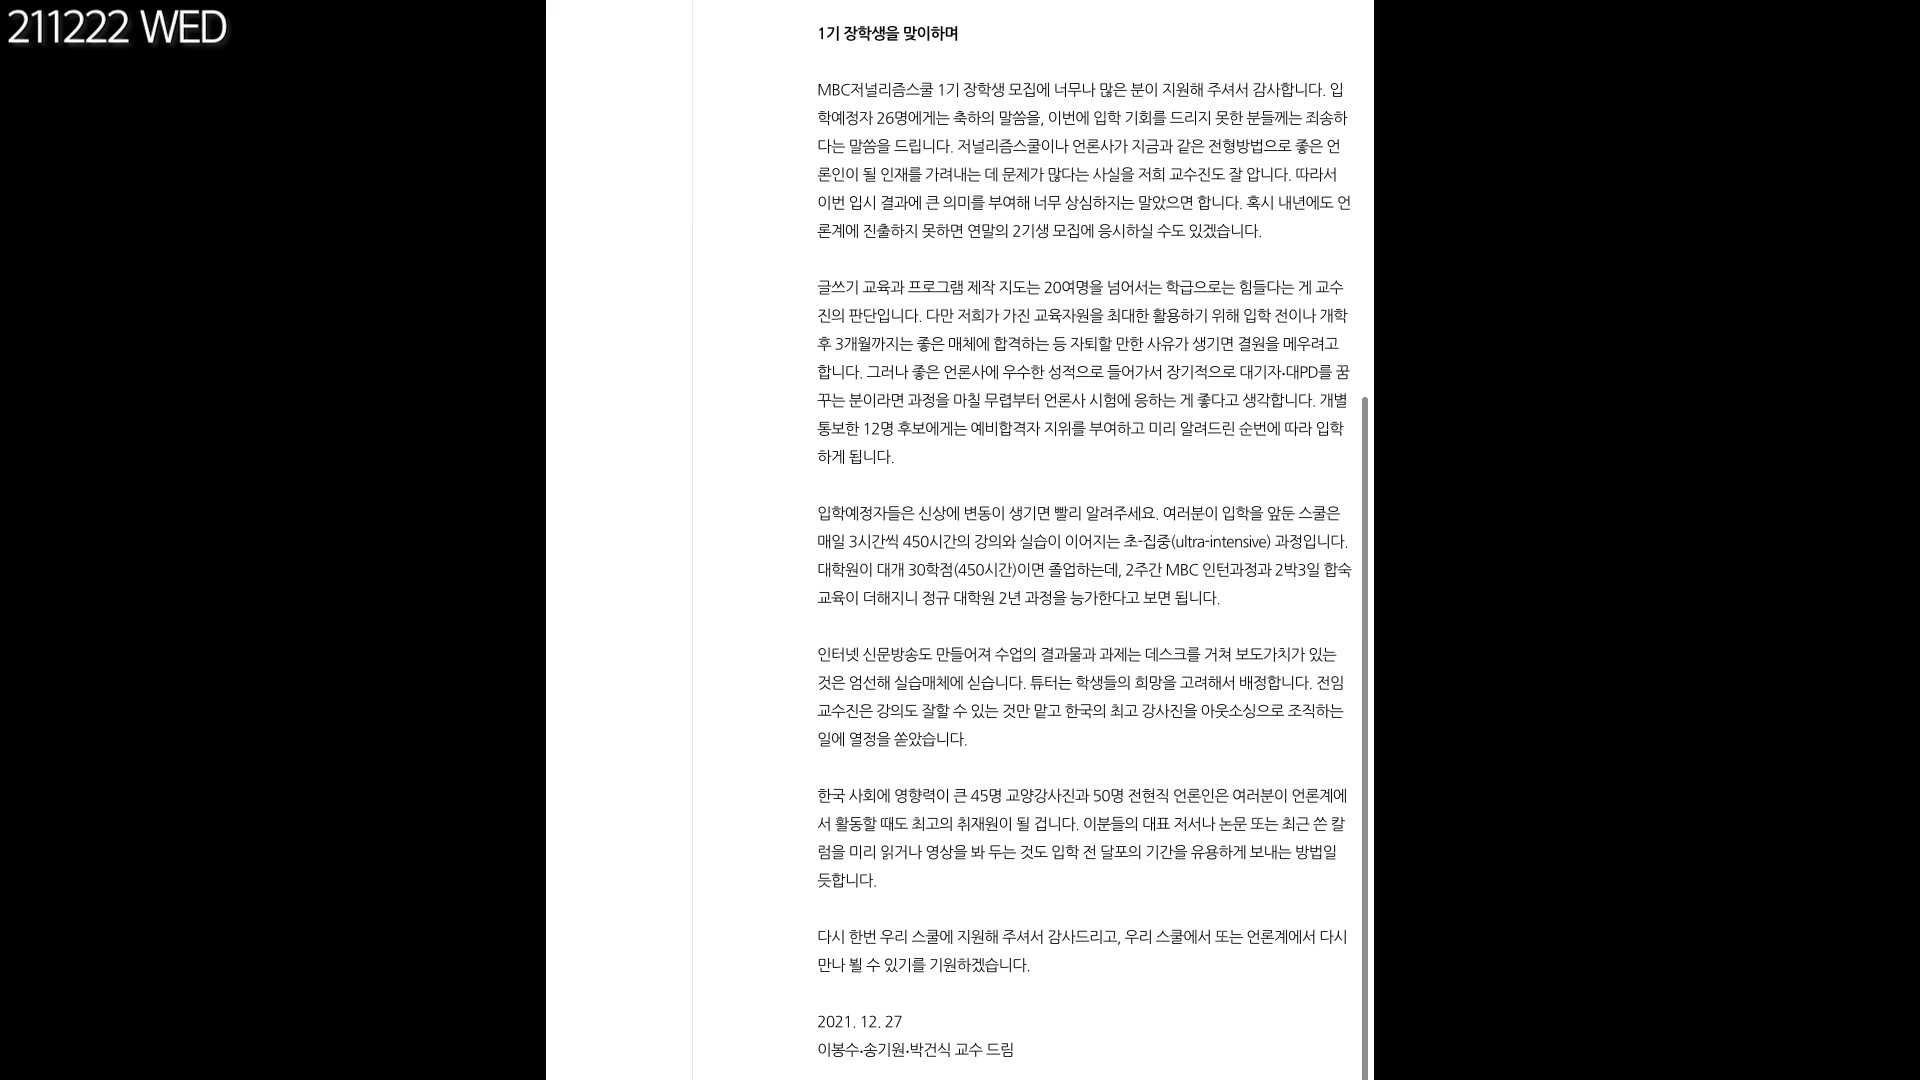 211222 WED
1기 장학생을 맞이하며
MBC저널리즘스쿨 1기 장학생 모집에 너무나 많은 분이 지원해 주셔서 감사합니다. 입
학예정자 26명에게는 축하의 말씀을, 이번에 입학 기회를 드리지 못한 분들께는 죄송하
다는 말씀을 드립니다. 저널리즘스쿨이나 언론사가 지금과 같은 전형방법으로 좋은 언
론인이 될 인재를 가려내는 데 문제가 많다는 사실을 저희 교수진도 잘 압니다. 따라서
이번 입시 결과에 큰 의미를 부여해 너무 상심하지는 말았으면 합니다. 혹시 내년에도 언
론계에 진출하지 못하면 연말의 2기생 모집에 응시하실 수도 있겠습니다.
글쓰기 교육과 프로그램 제작 지도는 20여명을 넘어서는 학급으로는 힘들다는 게 교수
진의 판단입니다. 다만 저희가 가진 교육자원을 최대한 활용하기 위해 입학 전이나 개학
후 3개월까지는 좋은 매체에 합격하는 등 자퇴할 만한 사유가 생기면 결원을 메우려고
합니다. 그러나 좋은 언론사에 우수한 성적으로 들어가서 장기적으로 대기자·대PD를 꿈
꾸는 분이라면 과정을 마칠 무렵부터 언론사 시험에 응하는 게 좋다고 생각합니다. 개별
통보한 12명 후보에게는 예비합격자 지위를 부여하고 미리 알려드린 순번에 따라 입학
하게 됩니다.
입학예정자들은 신상에 변동이 생기면 빨리 알려주세요. 여러분이 입학을 앞둔 스쿨은
매일 3시간씩 450시간의 강의와 실습이 이어지는 초-집중(ultra-intensive) 과정입니다.
대학원이 대개 30학점(450시간)이면 졸업하는데, 2주간 MBC 인턴과정과 2박3일 합숙
교육이 더해지니 정규 대학원 2년 과정을 능가한다고 보면 됩니다.
인터넷 신문방송도 만들어져 수업의 결과물과 과제는 데스크를 거쳐 보도가치가 있는
것은 엄선해 실습매체에 싣습니다. 튜터는 학생들의 희망을 고려해서 배정합니다. 전임
교수진은 강의도 잘할 수 있는 것만 맡고 한국의 최고 강사진을 아웃소싱으로 조직하는
일에 열정을 쏟았습니다.
한국 사회에 영향력이 큰 45명 교양강사진과 50명 전현직 언론인은 여러분이 언론계에
서 활동할 때도 최고의 취재원이 될 겁니다. 이분들의 대표 저서나 논문 또는 최근 쓴 칼
럼을 미리 읽거나 영상을 봐 두는 것도 입학 전 달포의 기간을 유용하게 보내는 방법일
듯합니다.
다시 한번 우리 스쿨에 지원해 주셔서 감사드리고, 우리 스쿨에서 또는 언론계에서 다시
만나 뵐 수 있기를 기원하겠습니다.
2021. 12. 27
이봉수·송기원·박건식 교수 드림